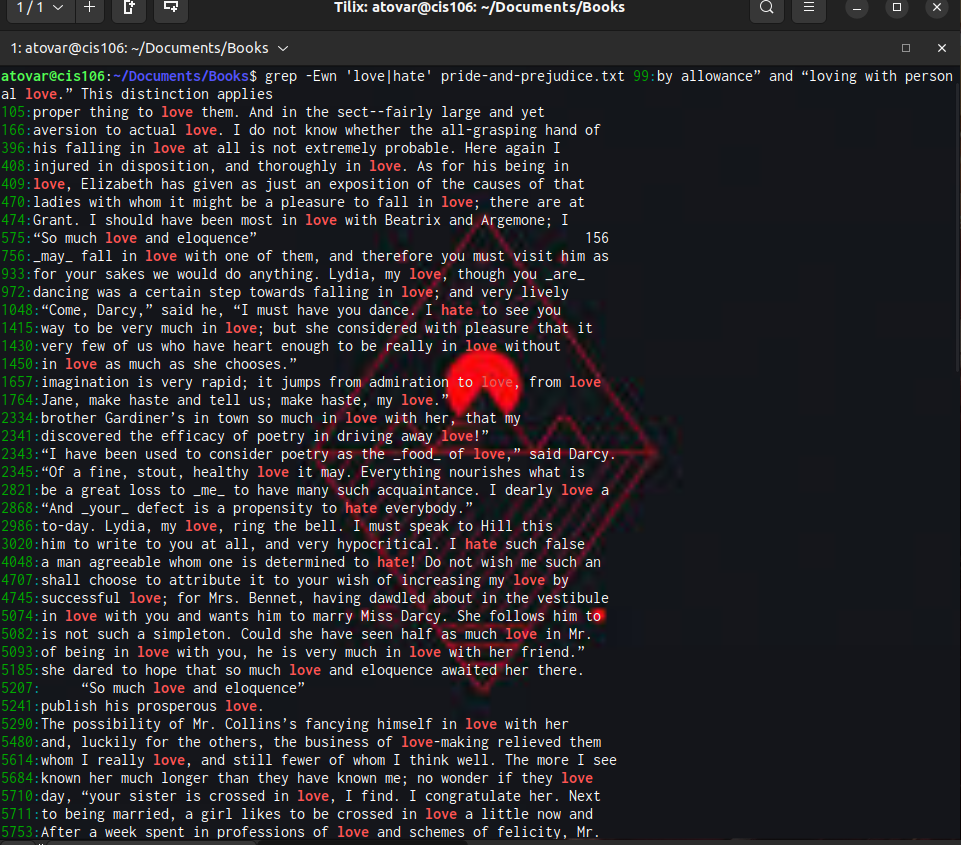 1 / 1
Tilix: atovar@cis106: ~/Documents/Books
1: atovar@cis106: ~/Documents/Books
atovar@cis106:~/Documents/Books$ grep -Ewn 'love|hate' pride-and-prejudice.txt 99:by allowance” and “loving with person
al love.” This distinction applies
105:proper thing to love them. And in the sect--fairly large and yet
166:aversion to actual love. I do not know whether the all-grasping hand of
396:his falling in love at all is not extremely probable. Here again I
408:injured in disposition, and thoroughly in love. As for his being in
409:love, Elizabeth has given as just an exposition of the causes of that
470:ladies with whom it might be a pleasure to fall in love; there are at
474:Grant. I should have been most in love with Beatrix and Argemone; I
575:“So much love and eloquence” 156
756:_may_ fall in love with one of them, and therefore you must visit him as
933:for your sakes we would do anything. Lydia, my love, though you _are_
972:dancing was a certain step towards falling in love; and very lively
1048:“Come, Darcy,” said he, “I must have you dance. I hate to see you
1415:way to be very much in love; but she considered with pleasure that it
1430:very few of us who have heart enough to be really in love without
1450:in love as much as she chooses.”
1657:imagination is very rapid; it jumps from admiration to love, from love
1764:Jane, make haste and tell us; make haste, my love.”
2334:brother Gardiner’s in town so much in love with her, that my
2341:discovered the efficacy of poetry in driving away love!”
2343:“I have been used to consider poetry as the _food_ of love,” said Darcy.
2345:“Of a fine, stout, healthy love it may. Everything nourishes what is
2821:be a great loss to _me_ to have many such acquaintance. I dearly love a
2868:“And _your_ defect is a propensity to hate everybody.”
2986:to-day. Lydia, my love, ring the bell. I must speak to Hill this
3020:him to write to you at all, and very hypocritical. I hate such false
4048:a man agreeable whom one is determined to hate! Do not wish me such an
4707:shall choose to attribute it to your wish of increasing my love by
4745:successful love; for Mrs. Bennet, having dawdled about in the vestibule
5074:in love with you and wants him to marry Miss Darcy. She follows him to
5082:is not such a simpleton. Could she have seen half as much love in Mr.
5093:of being in love with you, he is very much in love with her friend.”
5185:she dared to hope that so much love and eloquence awaited her there.
5207: “So much love and eloquence”
5241:publish his prosperous love.
5290:The possibility of Mr. Collins’s fancying himself in love with her
5480:and, luckily for the others, the business of love-making relieved them
5614:whom I really love, and still fewer of whom I think well. The more I see
5684:known her much longer than they have known me; no wonder if they love
5710:day, “your sister is crossed in love, I find. I congratulate her. Next
5711:to being married, a girl likes to be crossed in love a little now and
5753:After a week spent in professions of love and schemes of felicity, Mr.